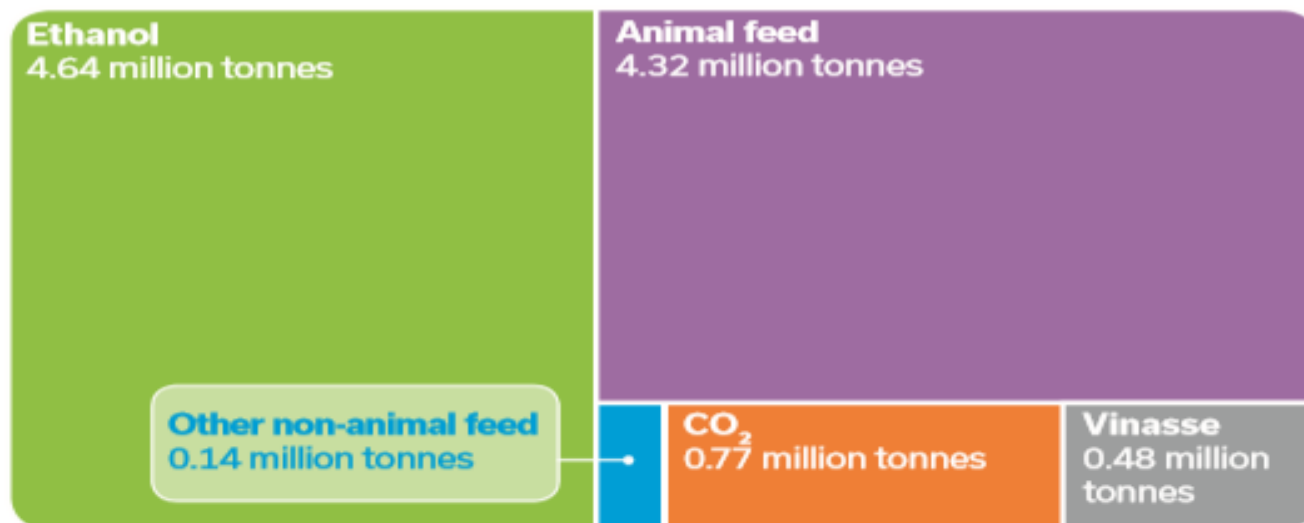 Ethanol
4.64 million tonnes
Animal feed
4.32 million tonnes
Other non-animal feed
0.14 million tonnes
CO₂
0.77 million tonnes
Vinasse
0.48 million
tonnes